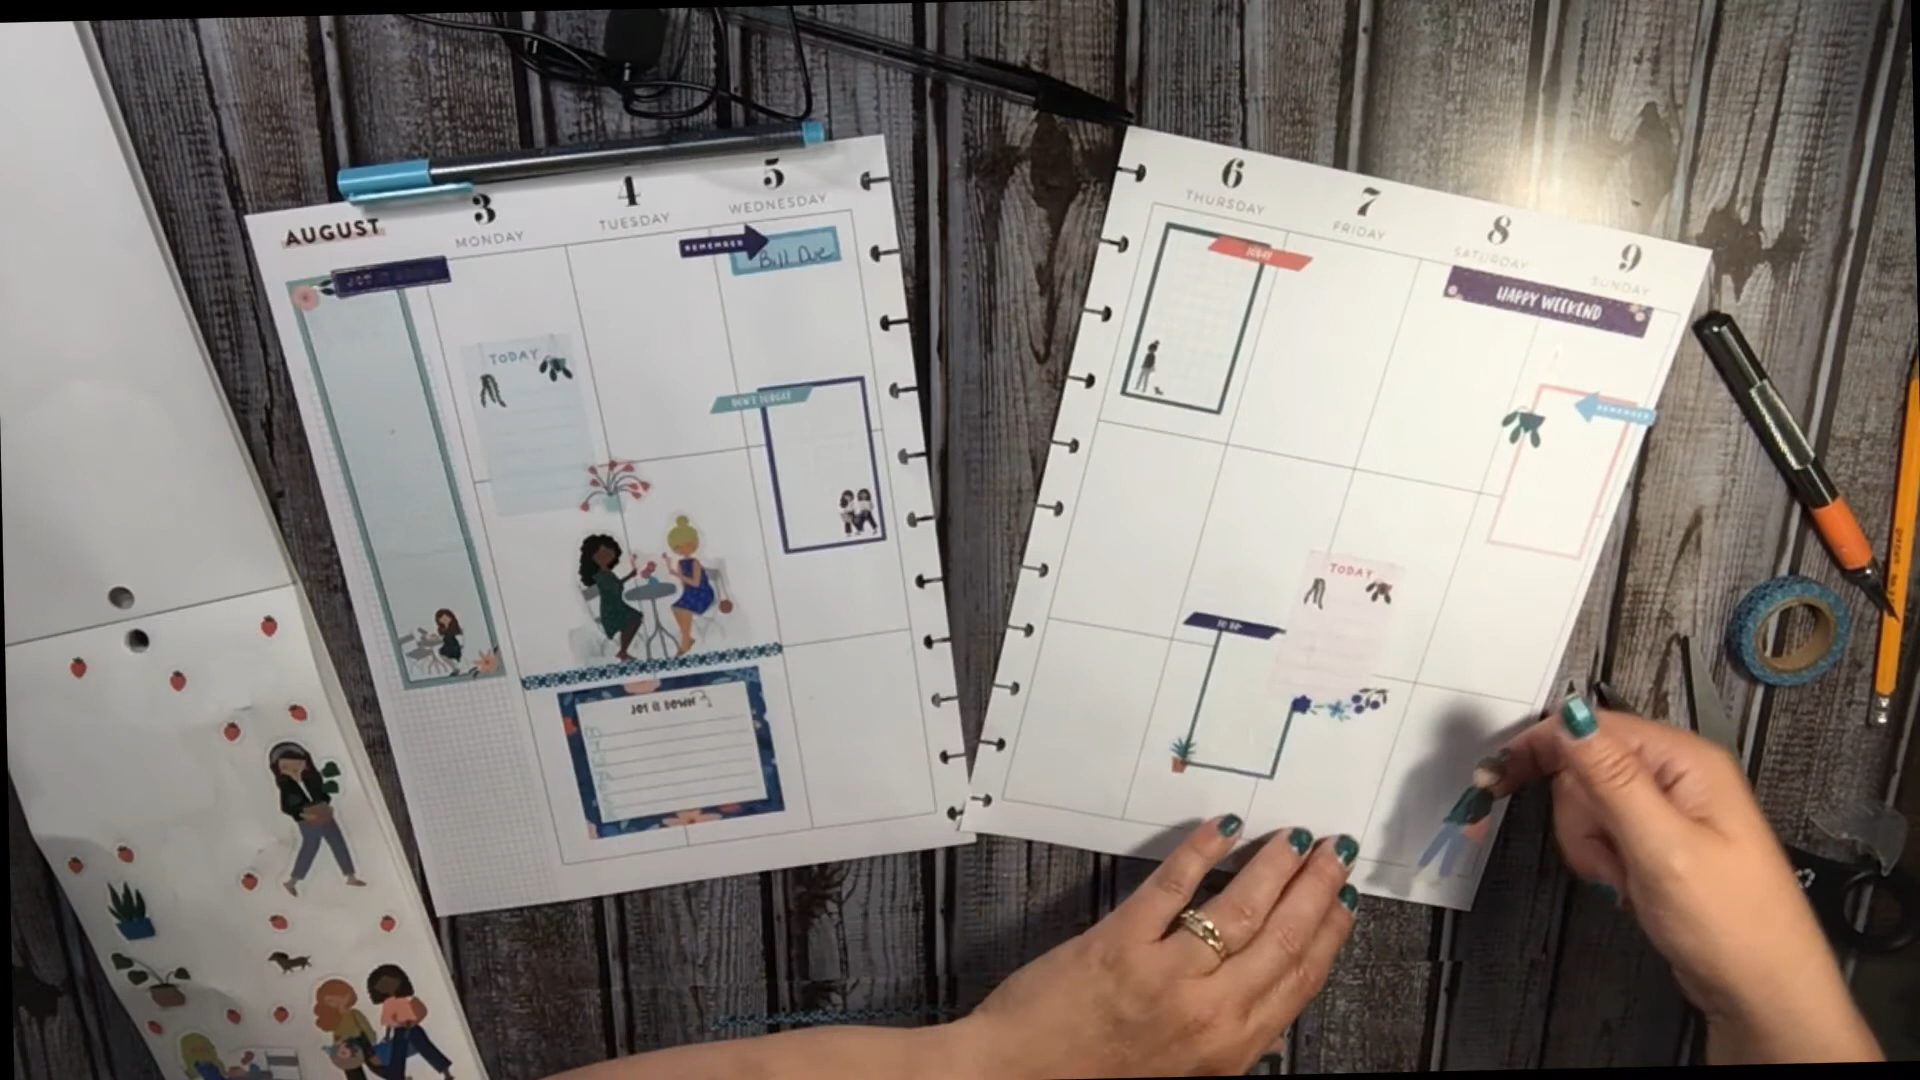 AUGUST
3
MONDAY
4
TUESDAY
5
WEDNESDAY
REMEMBER
Bill Due
TODAY
DON'T FORGET
JOT IT DOWN
6
THURSDAY
7
FRIDAY
8
SATURDAY
9
SUNDAY
TODAY
HAPPY WEEKEND
REMEMBER
TODAY
TO DO